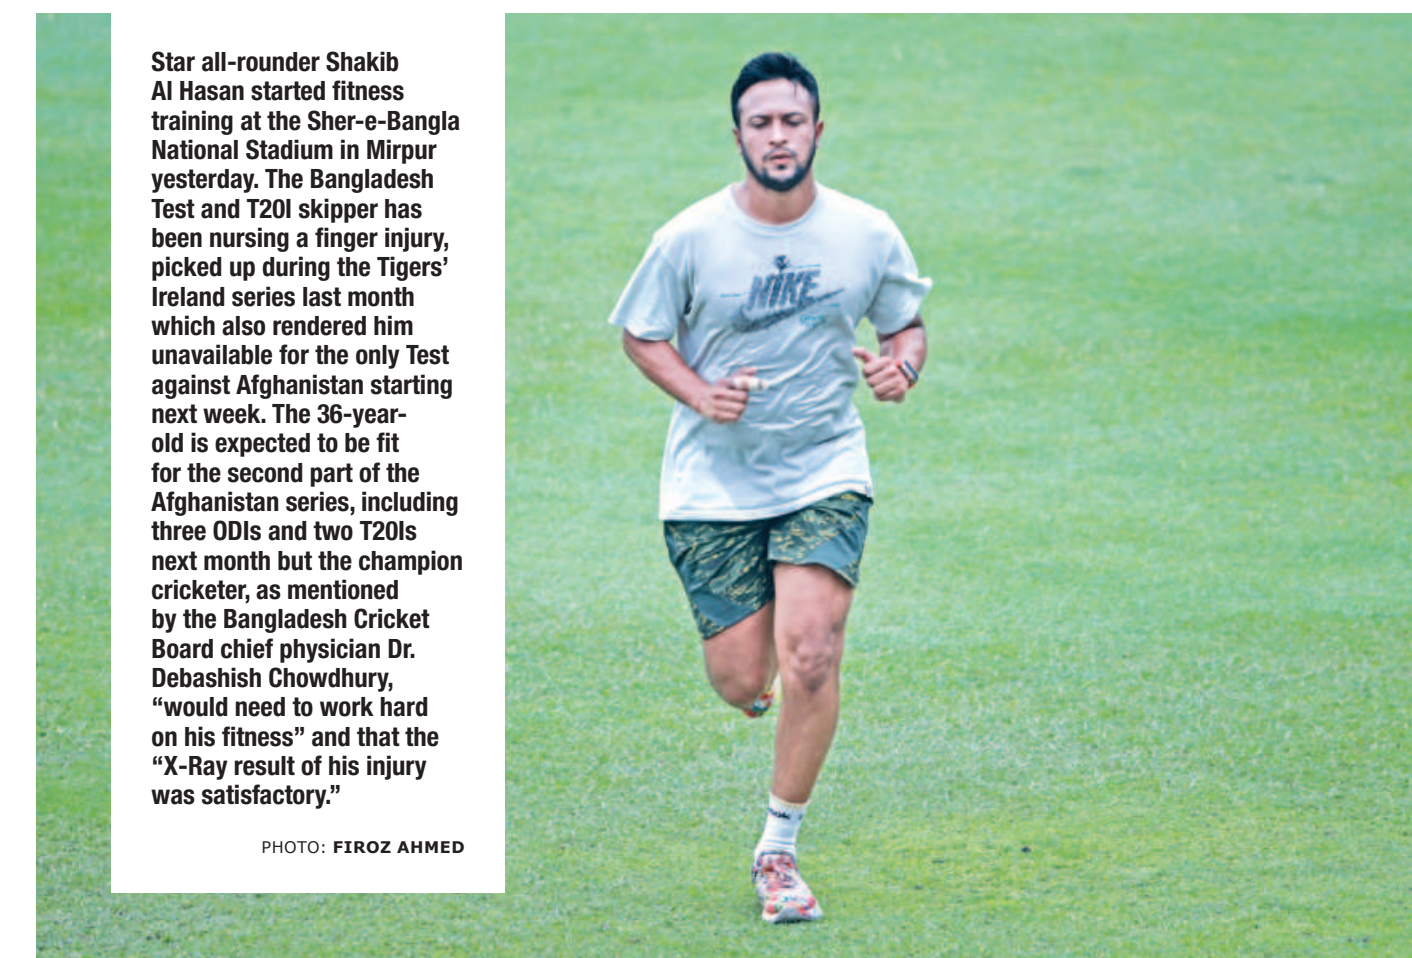 Star all-rounder Shakib
Al Hasan started fitness
training at the Sher-e-Bangla
National Stadium in Mirpur
yesterday. The Bangladesh
Test and T20I skipper has
been nursing a finger injury,
picked up during the Tigers’
Ireland series last month
which also rendered him
unavailable for the only Test
against Afghanistan starting
next week. The 36-year-
old is expected to be fit
for the second part of the
Afghanistan series, including
three ODIs and two T20Is
next month but the champion
cricketer, as mentioned
by the Bangladesh Cricket
Board chief physician Dr.
Debashish Chowdhury,
“would need to work hard
on his fitness” and that the
“X-Ray result of his injury
was satisfactory.”
PHOTO: FIROZ AHMED
NIKE